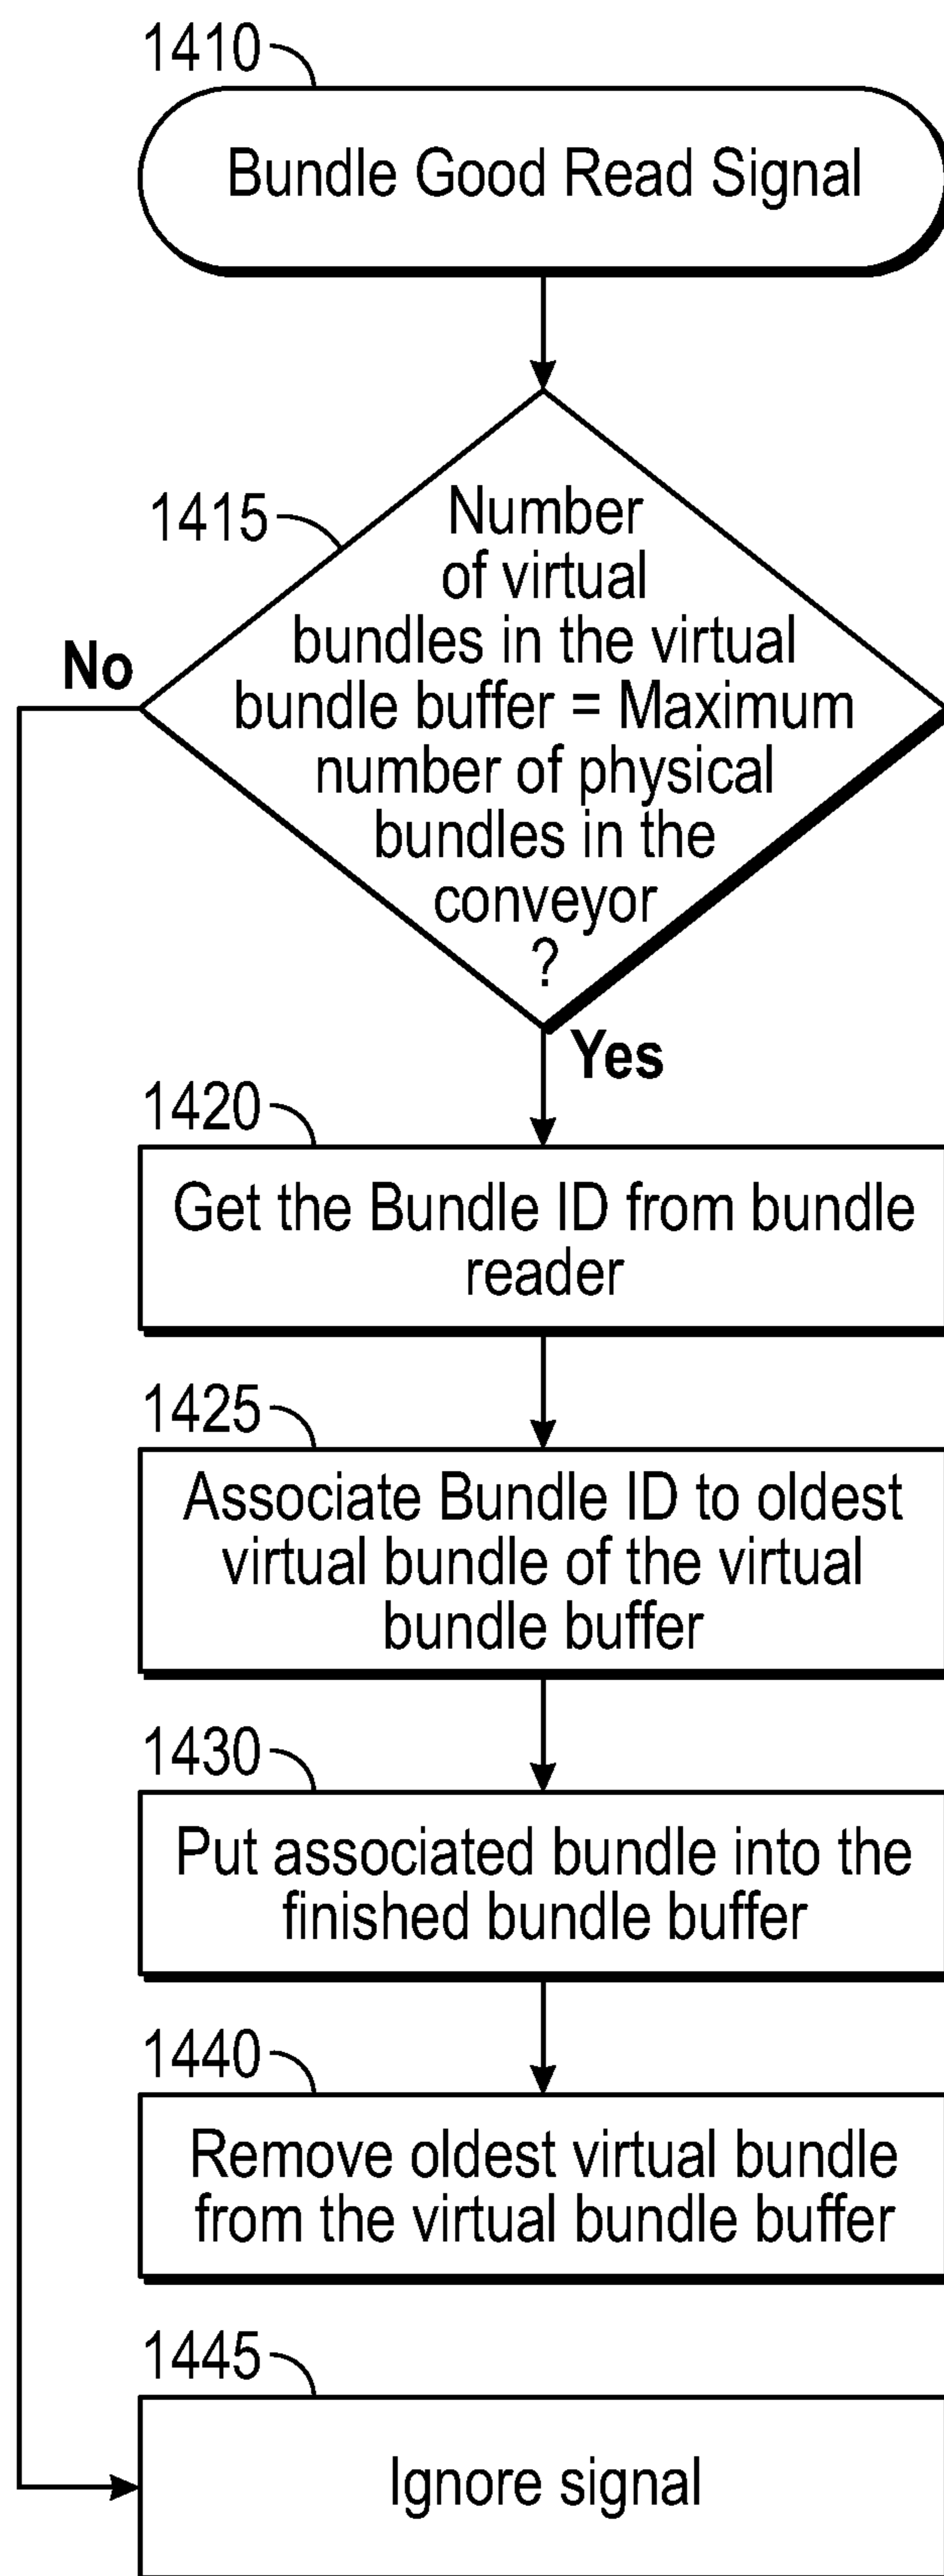 1410
Bundle Good Read Signal
1415
Number
of virtual
bundles in the virtual
bundle buffer = Maximum
number of physical
bundles in the
conveyor
?
No
Yes
1420
Get the Bundle ID from bundle
reader
1425
Associate Bundle ID to oldest
virtual bundle of the virtual
bundle buffer
1430
Put associated bundle into the
finished bundle buffer
1440
Remove oldest virtual bundle
from the virtual bundle buffer
1445
Ignore signal